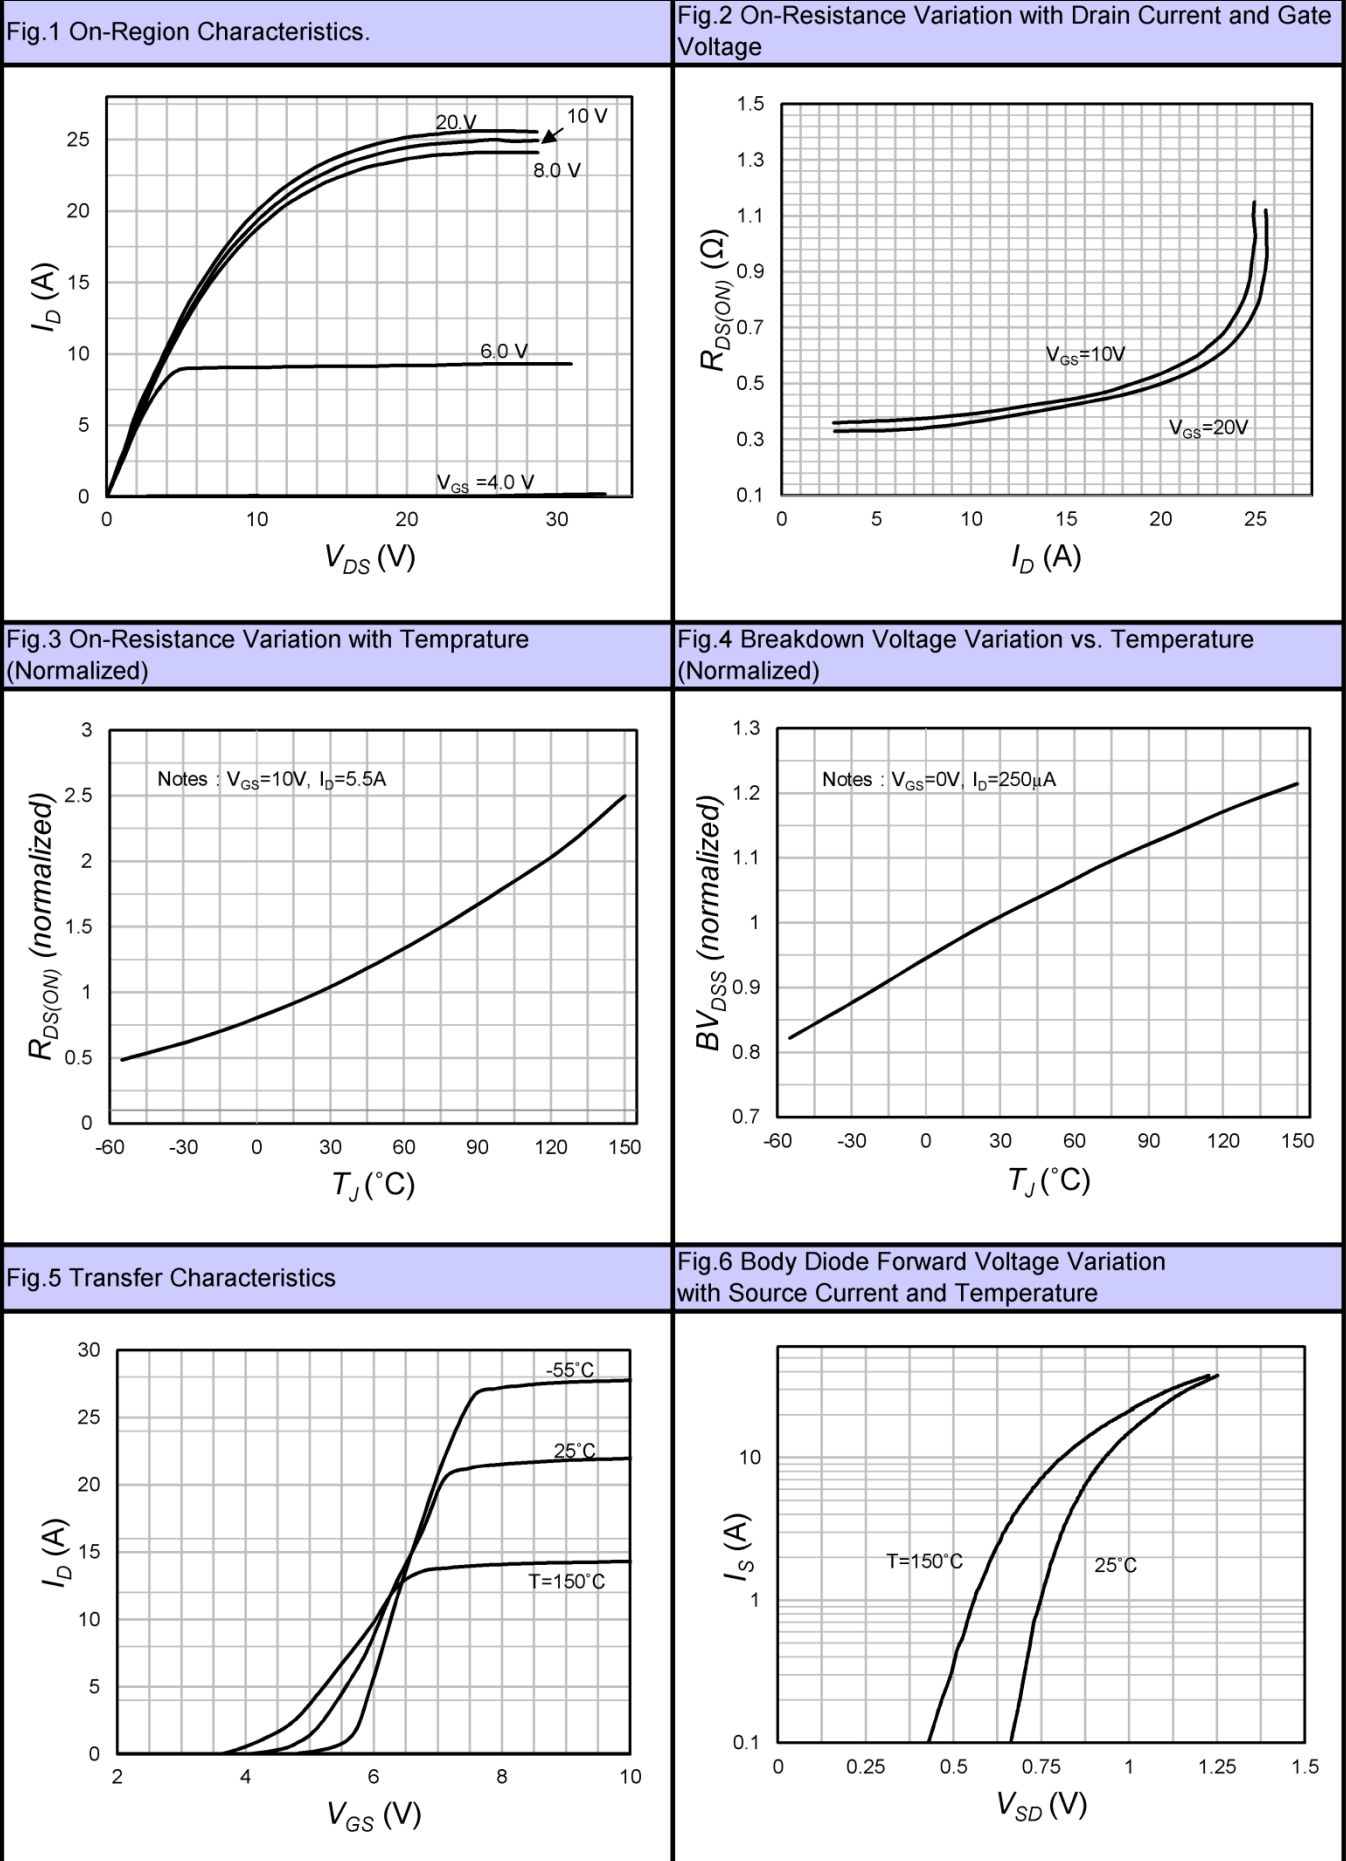 Fig.1 On-Region Characteristics.
Fig.2 On-Resistance Variation with Drain Current and Gate
Voltage
25
20
15
10
5
0
I_D (A)
20.V
10 V
8.0 V
6.0 V
V_GS =4.0 V
0 10 20 30
V_DS (V)
1.5
1.3
1.1
0.9
0.7
0.5
0.3
0.1
R_DS(ON) (Ω)
V_GS=10V
V_GS=20V
0 5 10 15 20 25
I_D (A)
Fig.3 On-Resistance Variation with Temprature
(Normalized)
Fig.4 Breakdown Voltage Variation vs. Temperature
(Normalized)
3
2.5
2
1.5
1
0.5
0
R_DS(ON) (normalized)
Notes : V_GS=10V, I_D=5.5A
-60 -30 0 30 60 90 120 150
T_J (˚C)
1.3
1.2
1.1
1
0.9
0.8
0.7
BV_DSS (normalized)
Notes : V_GS=0V, I_D=250μA
-60 -30 0 30 60 90 120 150
T_J (˚C)
Fig.5 Transfer Characteristics
Fig.6 Body Diode Forward Voltage Variation
with Source Current and Temperature
30
25
20
15
10
5
0
I_D (A)
-55˚C
25˚C
T=150˚C
2 4 6 8 10
V_GS (V)
10
1
0.1
I_S (A)
T=150˚C
25˚C
0 0.25 0.5 0.75 1 1.25 1.5
V_SD (V)